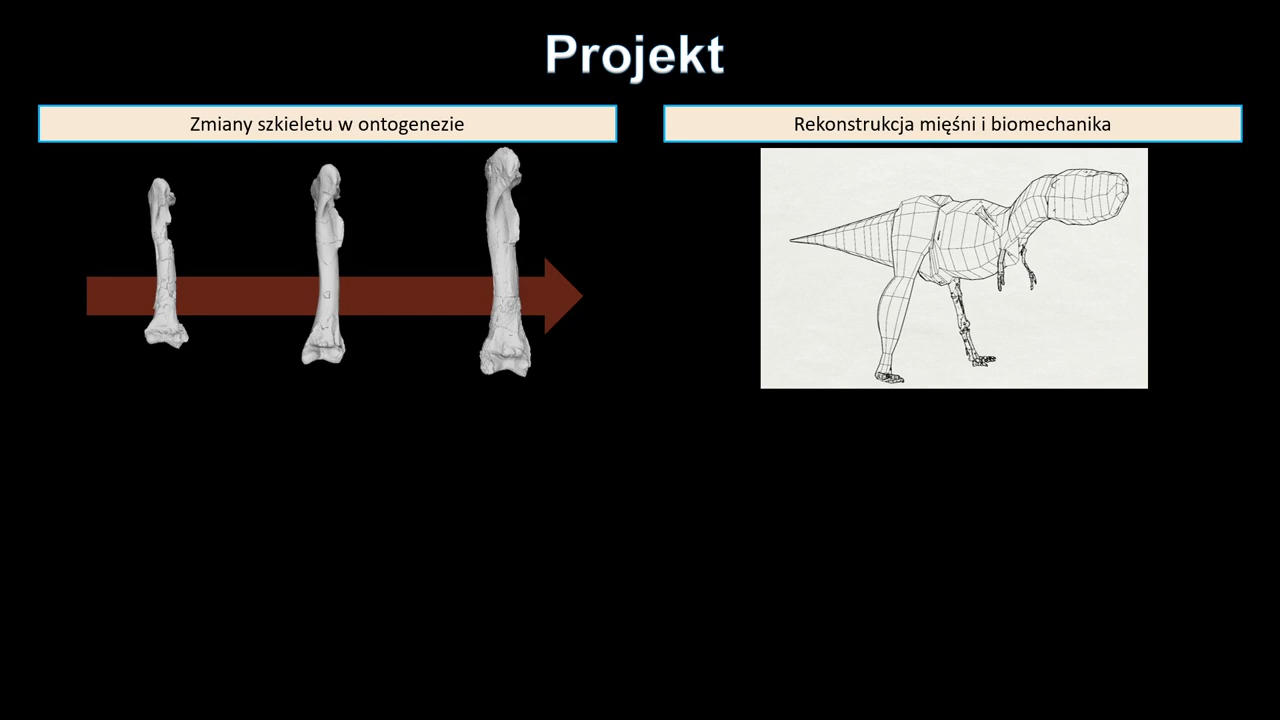 Projekt
Zmiany szkieletu w ontogenezie
Rekonstrukcja mięśni i biomechanika